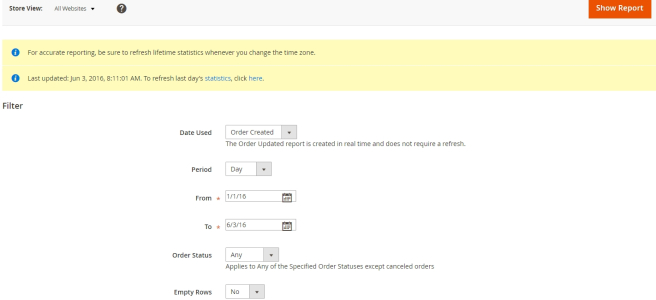 Store View: All Websites ?
Show Report
For accurate reporting, be sure to refresh lifetime statistics whenever you change the time zone.
Last updated: Jun 3, 2016, 8:11:01 AM. To refresh last day's statistics, click here.
Filter
Date Used Order Created
The Order Updated report is created in real time and does not require a refresh.
Period Day
From * 1/1/16
To * 6/3/16
Order Status Any
Applies to Any of the Specified Order Statuses except canceled orders
Empty Rows No